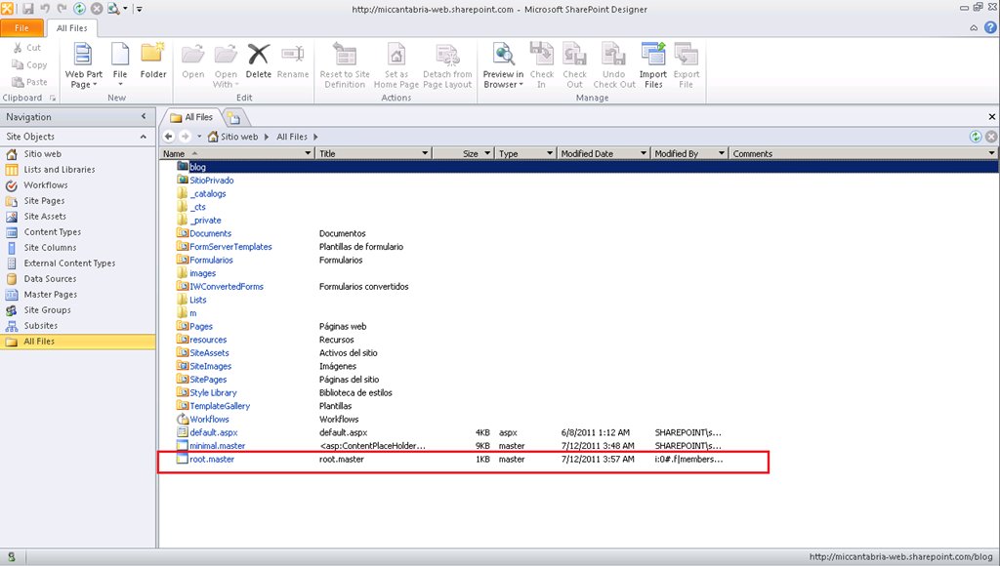 http://miccantabria-web.sharepoint.com - Microsoft SharePoint Designer
File All Files
Cut
Copy
Paste
Clipboard
Web Part Page
File
Folder
New
Open
Open With
Delete
Rename
Edit
Reset to Site Definition
Set as Home Page
Detach from Page Layout
Actions
Preview in Browser
Check In
Check Out
Undo Check Out
Import Files
Export File
Manage
Navigation
Site Objects
Sitio web
Lists and Libraries
Workflows
Site Pages
Site Assets
Content Types
Site Columns
External Content Types
Data Sources
Master Pages
Site Groups
Subsites
All Files
All Files
Sitio web All Files
Name Title Size Type Modified Date Modified By Comments
blog
SitioPrivado
_catalogs
_cts
_private
Documents Documentos
FormServerTemplates Plantillas de formulario
Formularios Formularios
images
IWConvertedForms Formularios convertidos
Lists
m
Pages Páginas web
resources Recursos
SiteAssets Activos del sitio
SiteImages Imágenes
SitePages Páginas del sitio
Style Library Biblioteca de estilos
TemplateGallery Plantillas
Workflows Workflows
default.aspx default.aspx 4KB aspx 6/8/2011 1:12 AM SHAREPOINT\s...
minimal.master <asp:ContentPlaceHolder... 9KB master 7/12/2011 3:48 AM SHAREPOINT\s...
root.master root.master 1KB master 7/12/2011 3:57 AM i:0#.f|members...
http://miccantabria-web.sharepoint.com/blog